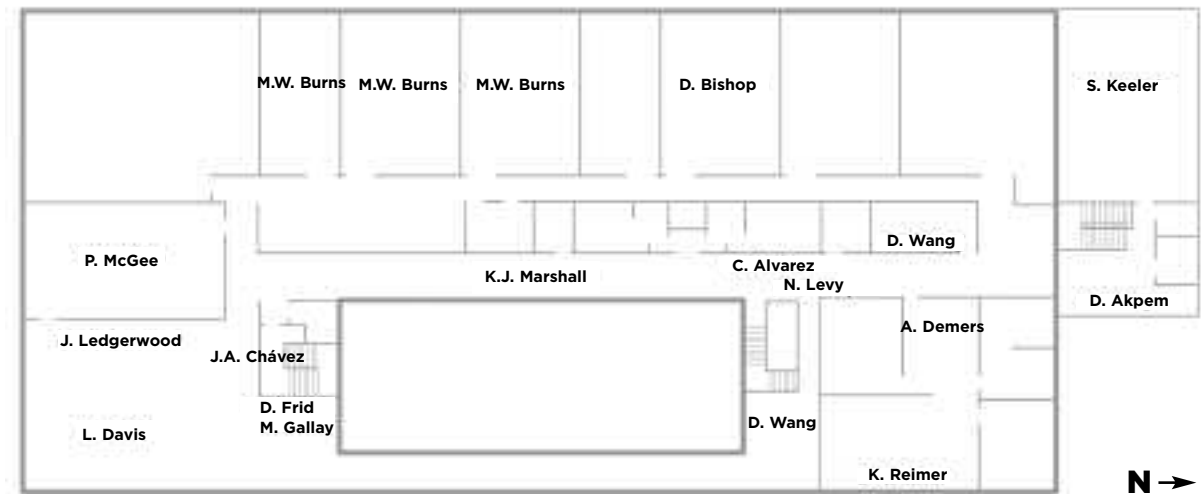 M.W. Burns
M.W. Burns
M.W. Burns
D. Bishop
S. Keeler
D. Wang
P. McGee
C. Alvarez
K.J. Marshall
N. Levy
D. Akpem
A. Demers
J. Ledgerwood
J.A. Chávez
D. Frid
M. Gallay
D. Wang
L. Davis
K. Reimer
N